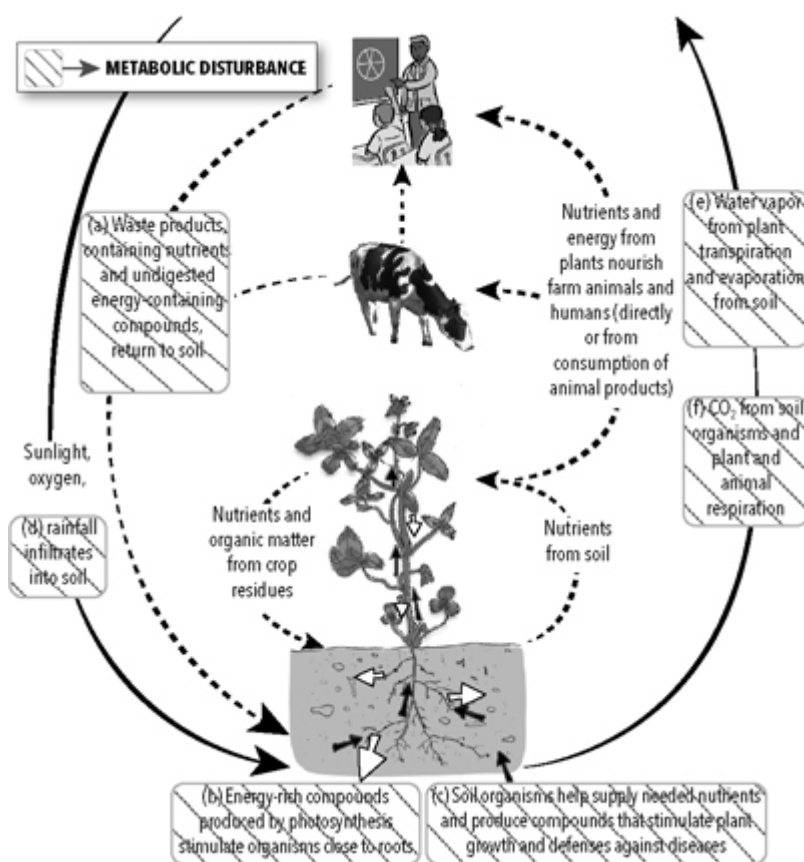 METABOLIC DISTURBANCE
(a) Waste products,
containing nutrients
and undigested
energy-containing
compounds,
return to soil
Nutrients and
energy from
plants nourish
farm animals and
humans (directly
or from
consumption of
animal products)
(e) Water vapor
from plant
transpiration
and evaporation
from soil
Sunlight,
oxygen,
(d) rainfall
infiltrates
into soil
Nutrients and
organic matter
from crop
residues
Nutrients
from soil
(f) CO₂ from soil
organisms and
plant and
animal
respiration
(b) Energy-rich compounds
produced by photosynthesis
stimulate organisms close to roots
(c) Soil organisms help supply needed nutrients
and produce compounds that stimulate plant
growth and defenses against diseases